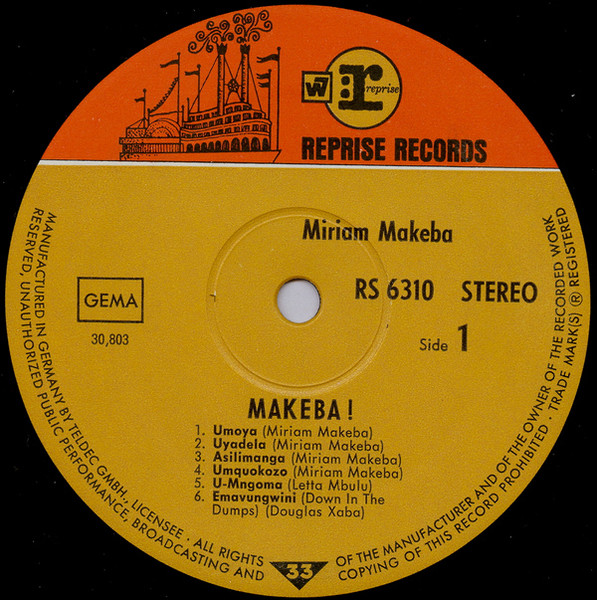 W7
r
reprise
REPRISE RECORDS
Miriam Makeba
RS 6310 STEREO
GEMA
30,803
Side 1
MAKEBA!
1. Umoya (Miriam Makeba)
2. Uyadela (Miriam Makeba)
3. Asilimanga (Miriam Makeba)
4. Umquokozo (Miriam Makeba)
5. U-Mngoma (Letta Mbulu)
6. Emavungwini (Down In The
Dumps) (Douglas Xaba)
33
MANUFACTURED IN GERMANY BY TELDEC GMBH., LICENSEE · ALL RIGHTS
RESERVED, UNAUTHORIZED PUBLIC PERFORMANCE, BROADCASTING AND
OF THE MANUFACTURER AND OF THE OWNER OF THE RECORDED WORK
COPYING OF THIS RECORD PROHIBITED · TRADE MARK(S) ® REGISTERED